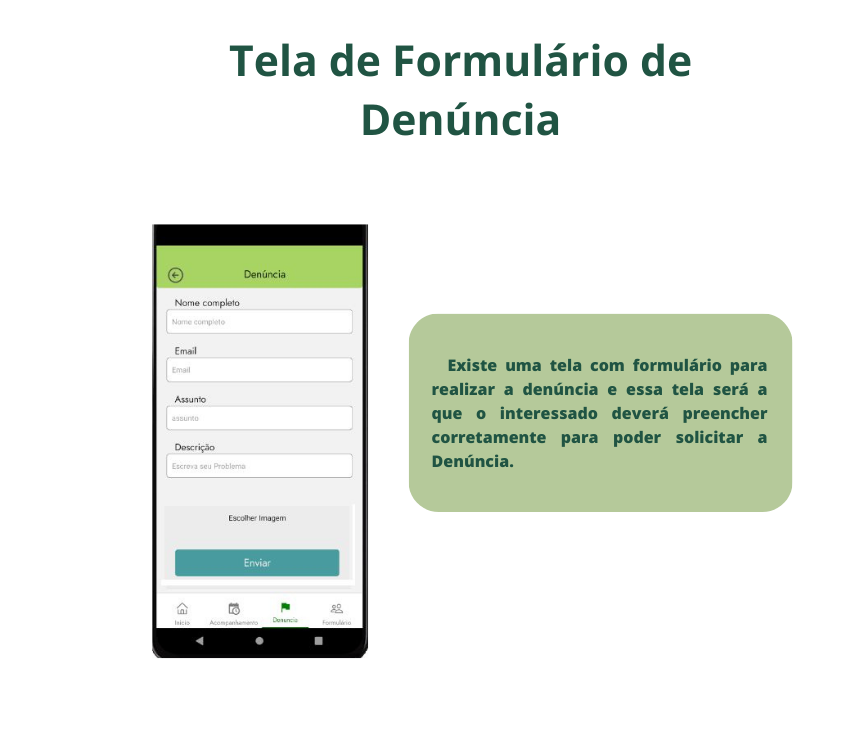 Tela de Formulário de
Denúncia
Denúncia
Nome completo
Nome completo
Email
Email
Assunto
assunto
Descrição
Escreva seu Problema
Escolher Imagem
Enviar
Início Acompanhamento Denuncia Formulário
Existe uma tela com formulário para
realizar a denúncia e essa tela será a
que o interessado deverá preencher
corretamente para poder solicitar a
Denúncia.